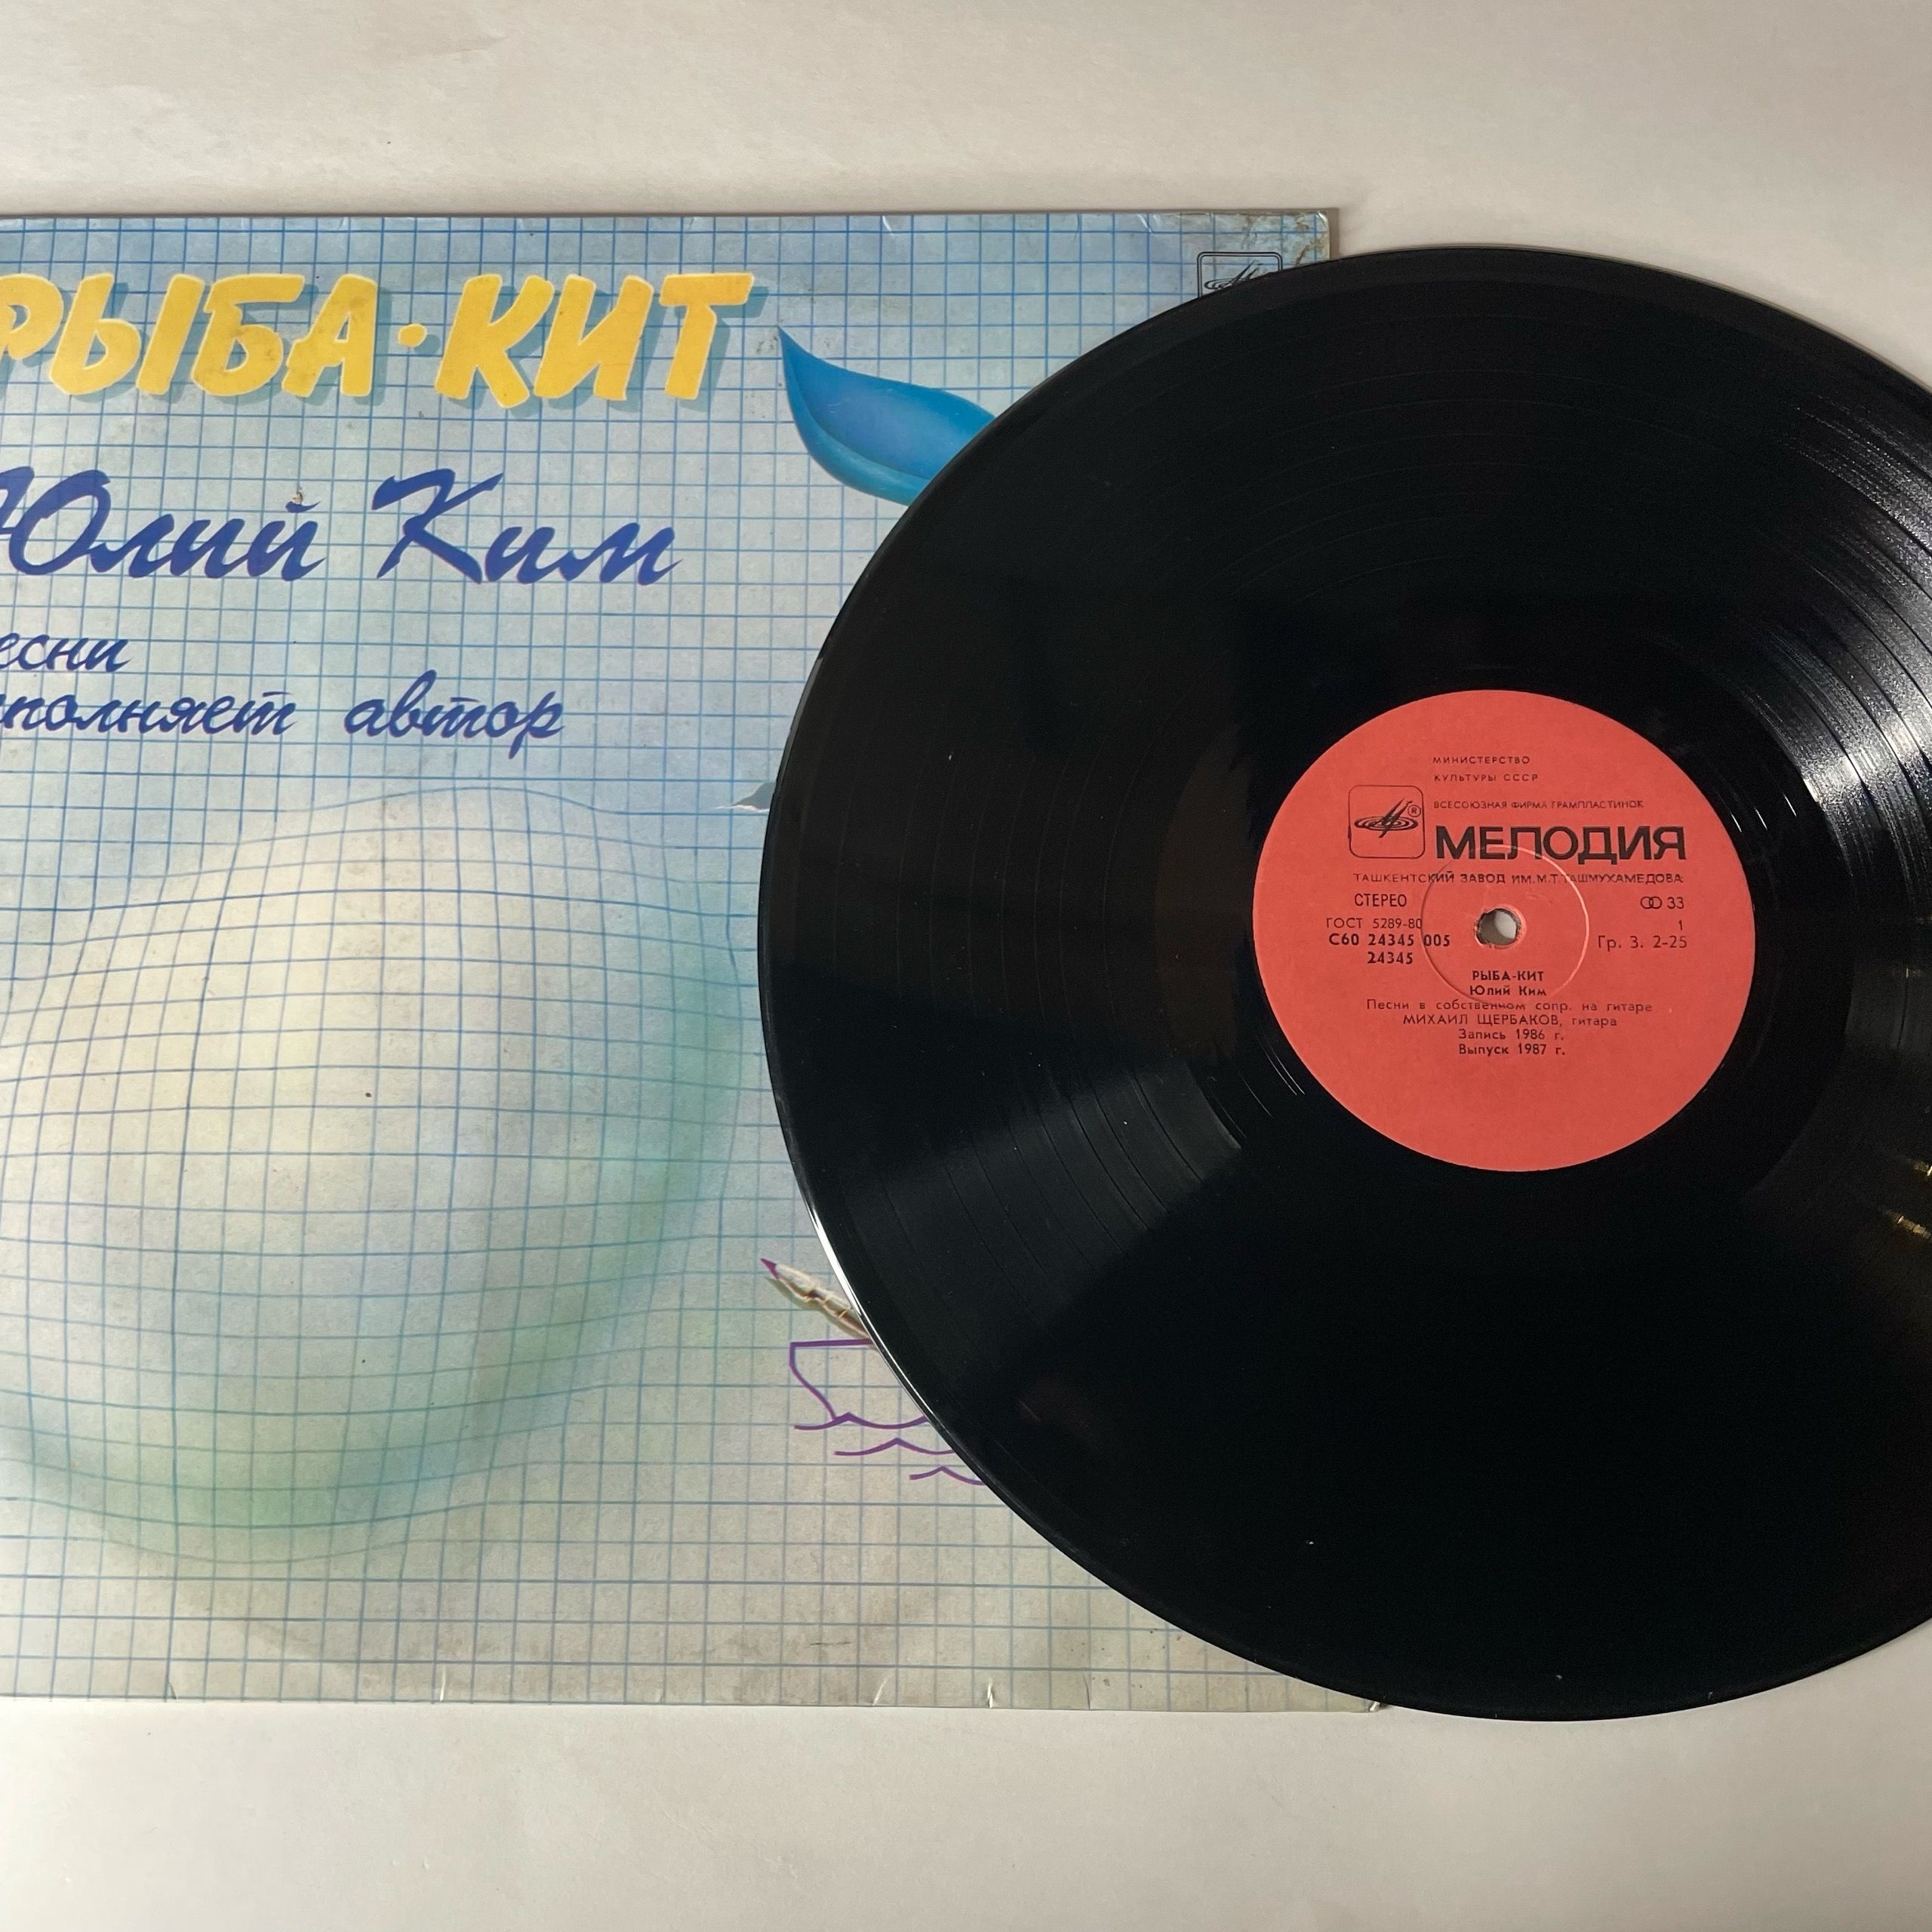 РЫБА·КИТ
Юлий Ким
есни
сполняет автор
МИНИСТЕРСТВО
КУЛЬТУРЫ СССР
ВСЕСОЮЗНАЯ ФИРМА ГРАМПЛАСТИНОК
МЕЛОДИЯ
ТАШКЕНТСКИЙ ЗАВОД ИМ.М.Т.ТАШМУХАМЕДОВА
СТЕРЕО 33
ГОСТ 5289-80 1
С60 24345 005 Гр. 3. 2-25
24345
РЫБА-КИТ
Юлий Ким
Песни в собственном сопр. на гитаре
МИХАИЛ ЩЕРБАКОВ, гитара
Запись 1986 г.
Выпуск 1987 г.